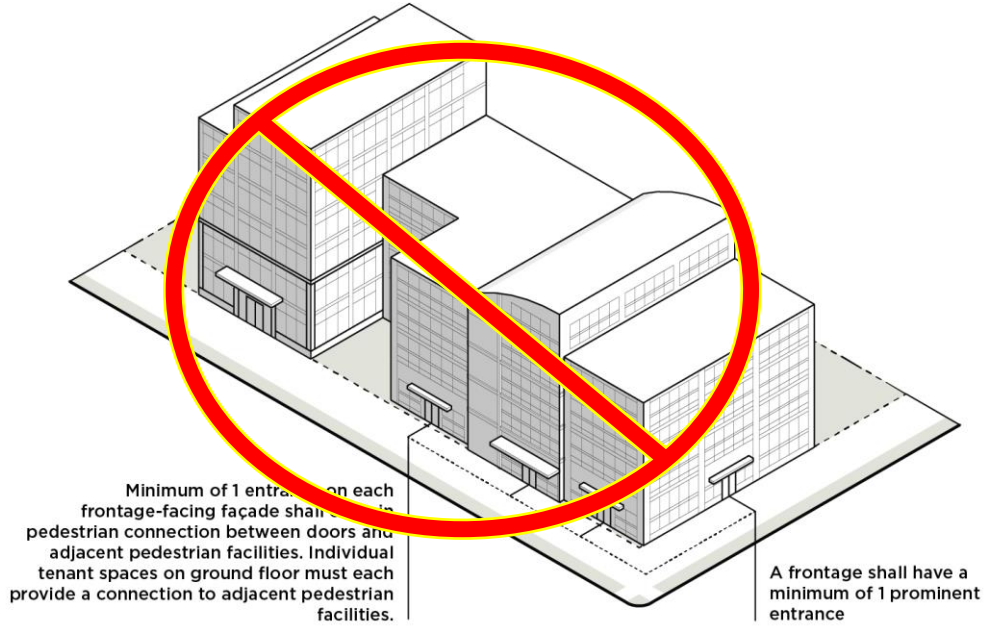 Minimum of 1 on each
frontage-facing façade shall
pedestrian connection between doors and
adjacent pedestrian facilities. Individual
tenant spaces on ground floor must each
provide a connection to adjacent pedestrian
facilities.
A frontage shall have a
minimum of 1 prominent
entrance